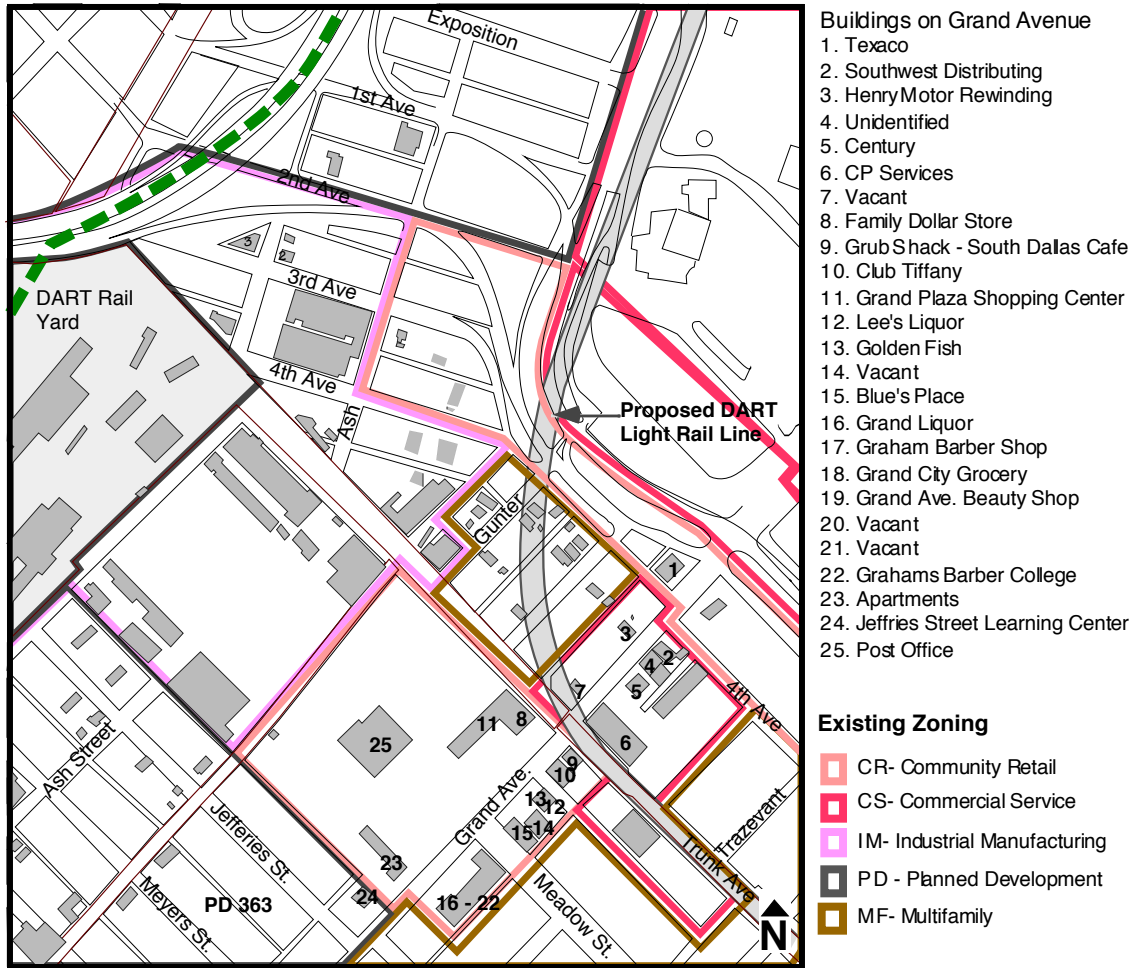 Exposition
1st Ave
2nd Ave
3
2
3rd Ave
DART Rail
Yard
4th Ave
Ash
Proposed DART
Light Rail Line
Gunter
1
3
2
4
5
7
4th Ave
8
11
25
6
9
10
Ash Street
Grand Ave.
13
12
14
15
Trazevant
Jefferies St.
23
Trunk Ave
24
PD 363
16 - 22
Meyers St.
Meadow St.
N
Buildings on Grand Avenue
1. Texaco
2. Southwest Distributing
3. Henry Motor Rewinding
4. Unidentified
5. Century
6. CP Services
7. Vacant
8. Family Dollar Store
9. Grub Shack - South Dallas Cafe
10. Club Tiffany
11. Grand Plaza Shopping Center
12. Lee's Liquor
13. Golden Fish
14. Vacant
15. Blue's Place
16. Grand Liquor
17. Graham Barber Shop
18. Grand City Grocery
19. Grand Ave. Beauty Shop
20. Vacant
21. Vacant
22. Grahams Barber College
23. Apartments
24. Jeffries Street Learning Center
25. Post Office
Existing Zoning
CR- Community Retail
CS- Commercial Service
IM- Industrial Manufacturing
PD - Planned Development
MF- Multifamily